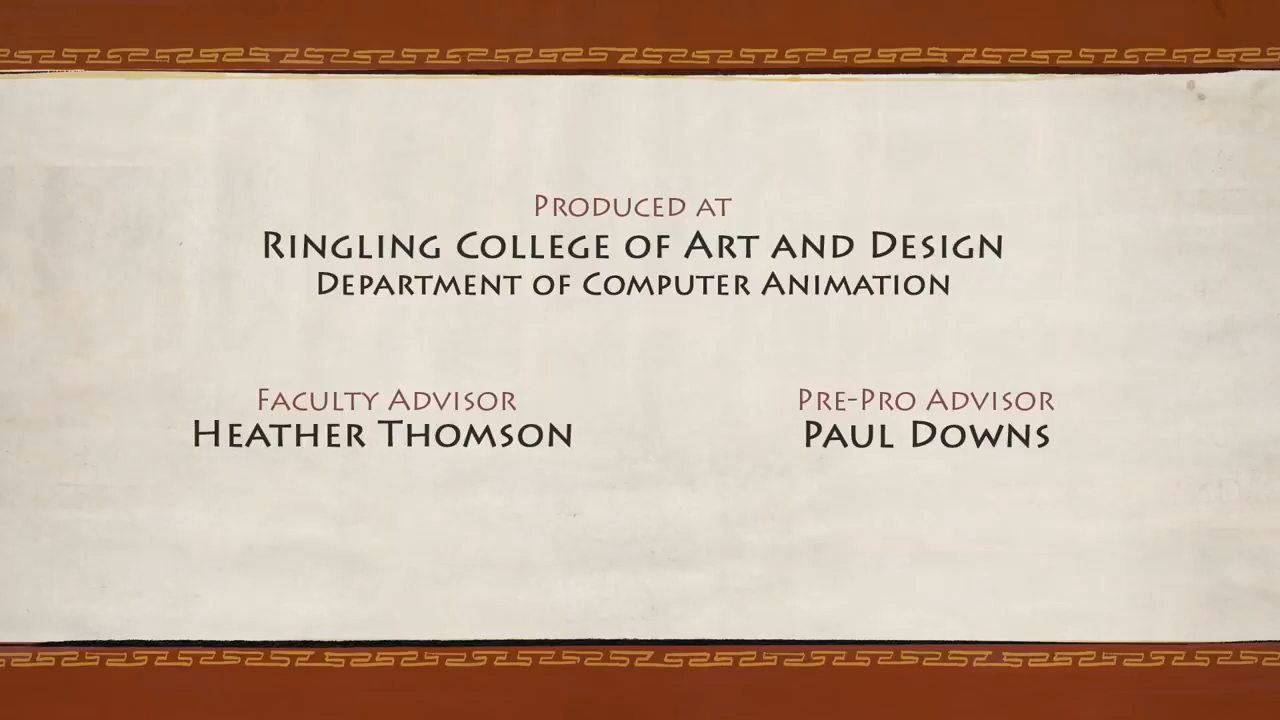 Produced at
Ringling College of Art and Design
Department of Computer Animation
Faculty Advisor
Heather Thomson
Pre-Pro Advisor
Paul Downs